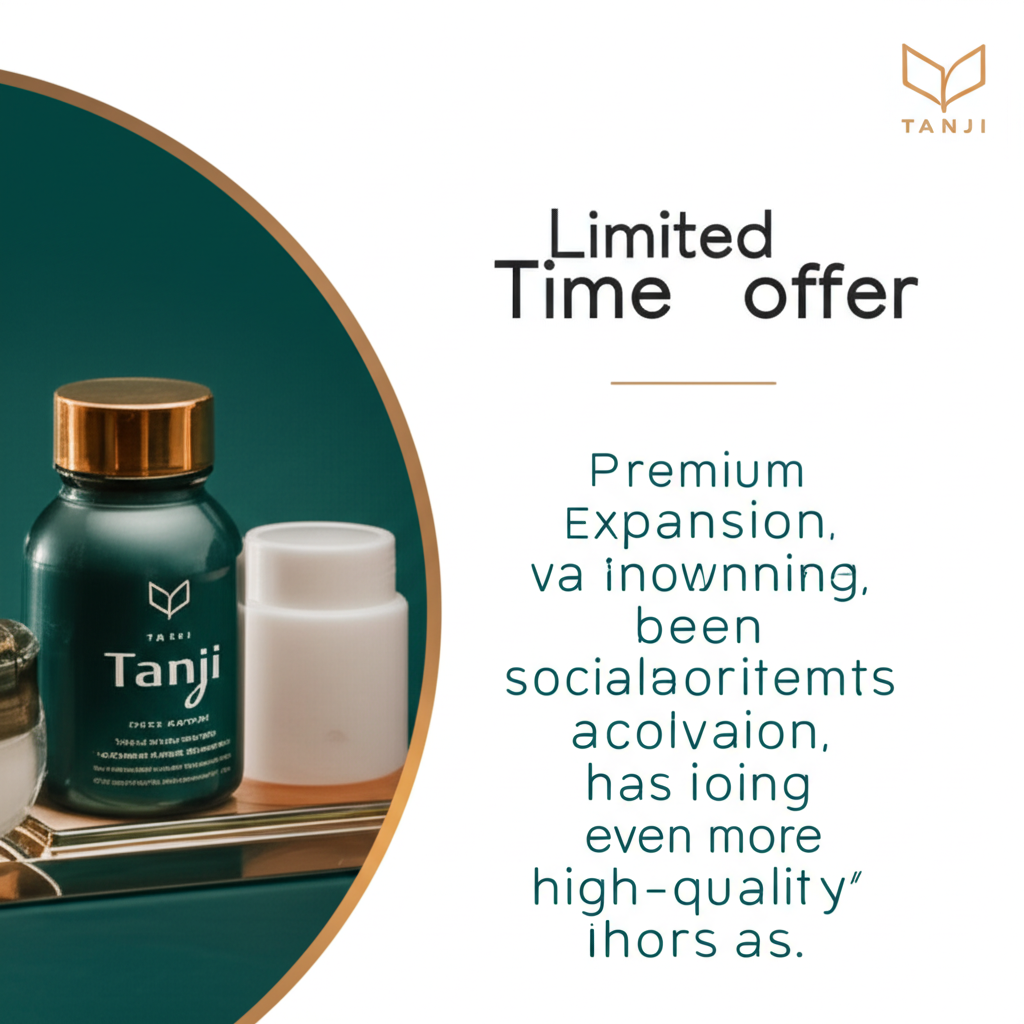 TANJI
Limited
Time offer
Premium
Expansion,
va inownning,
been
socialaoritemts
acolvaion,
has ioing
even more
high-quality"
ihors as.
Tanji